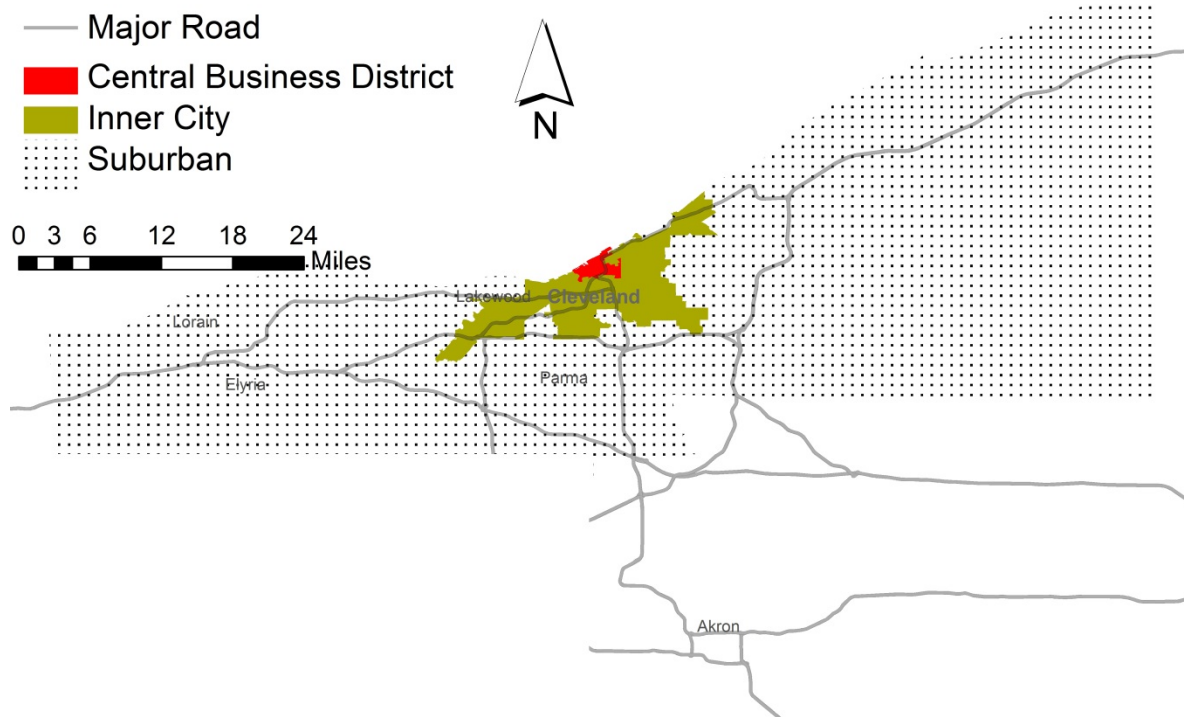 Major Road
Central Business District
Inner City
Suburban
N
0 3 6 12 18 24
Miles
Lakewood
Cleveland
Lorain
Elyria
Parma
Akron